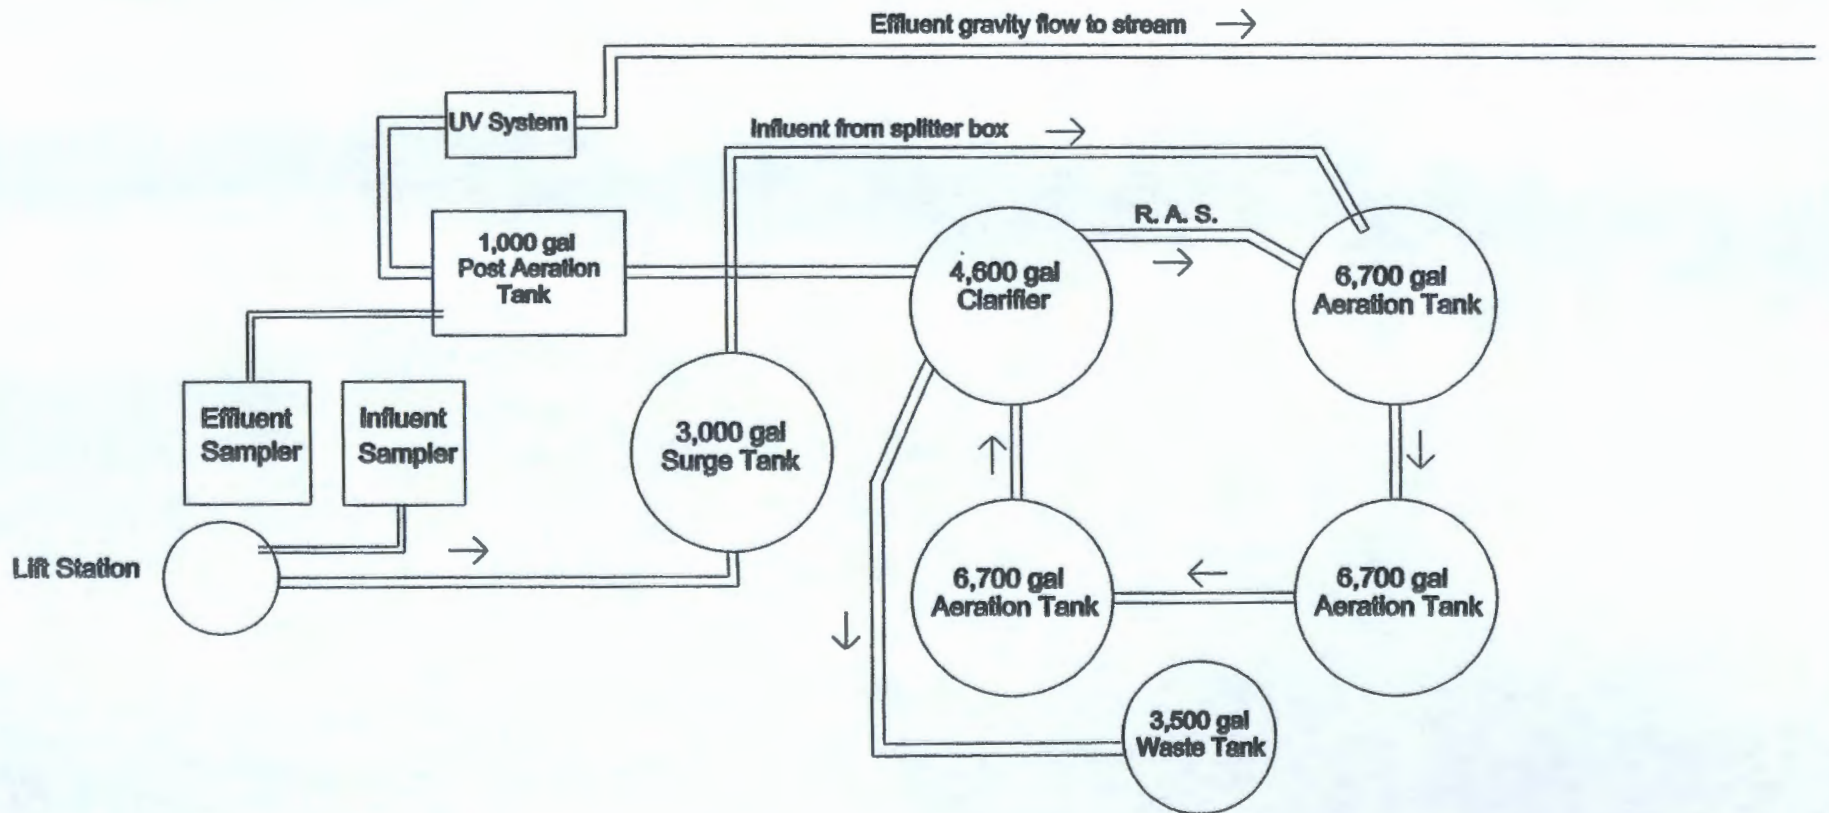 Effluent gravity flow to stream →
UV System
Influent from splitter box →
1,000 gal
Post Aeration
Tank
4,600 gal
Clarifier
R. A. S.
→
6,700 gal
Aeration Tank
Effluent
Sampler
Influent
Sampler
3,000 gal
Surge Tank
Lift Station
6,700 gal
Aeration Tank
6,700 gal
Aeration Tank
3,500 gal
Waste Tank